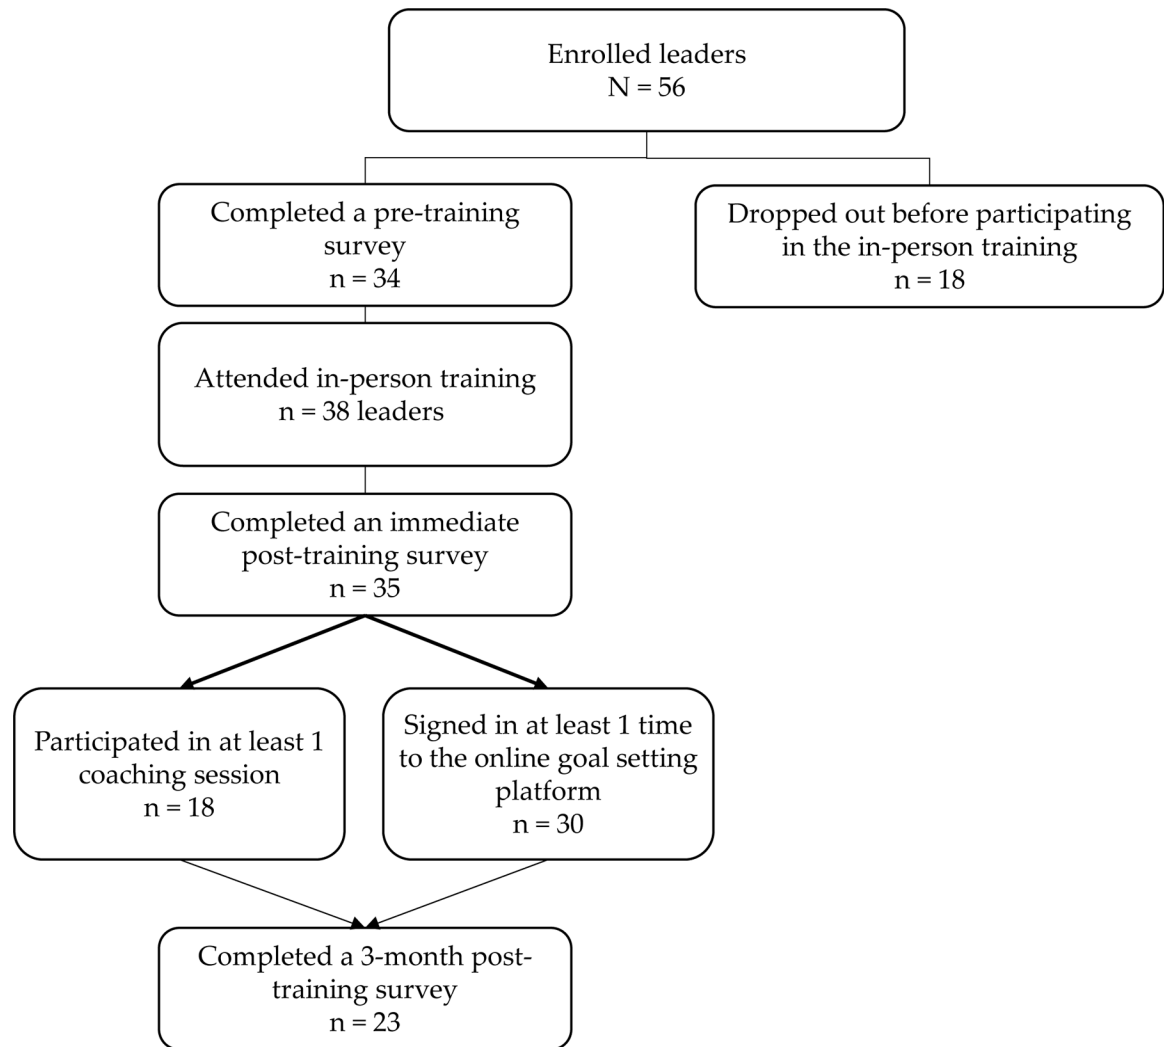 Enrolled leaders
N = 56
Completed a pre-training
survey
n = 34
Dropped out before participating
in the in-person training
n = 18
Attended in-person training
n = 38 leaders
Completed an immediate
post-training survey
n = 35
Participated in at least 1
coaching session
n = 18
Signed in at least 1 time
to the online goal setting
platform
n = 30
Completed a 3-month post-
training survey
n = 23